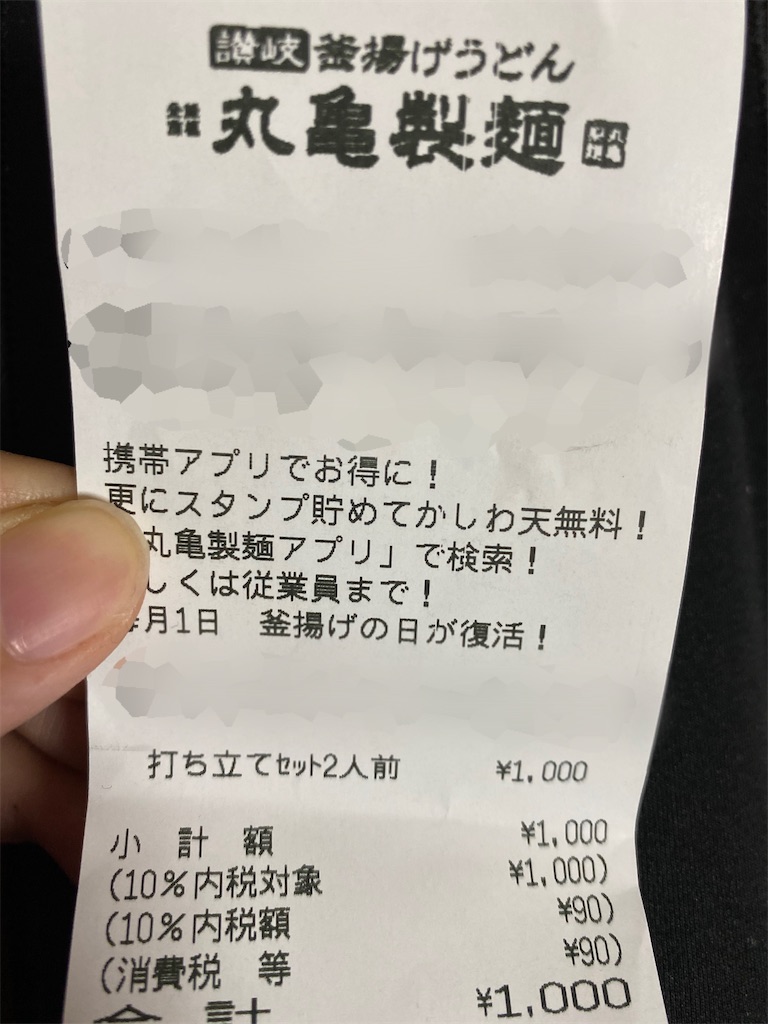 讃岐 釜揚げうどん
丸亀製麺
携帯アプリでお得に!
更にスタンプ貯めてかしわ天無料!
丸亀製麺アプリ」で検索!
しくは従業員まで!
月1日 釜揚げの日が復活!
打ち立てセット2人前 ¥1,000
小計額 ¥1,000
(10%内税対象 ¥1,000)
(10%内税額 ¥90)
(消費税 等 ¥90)
合計 ¥1,000